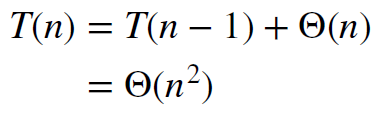 T(n) = T(n − 1) + Θ(n)
= Θ(n²)